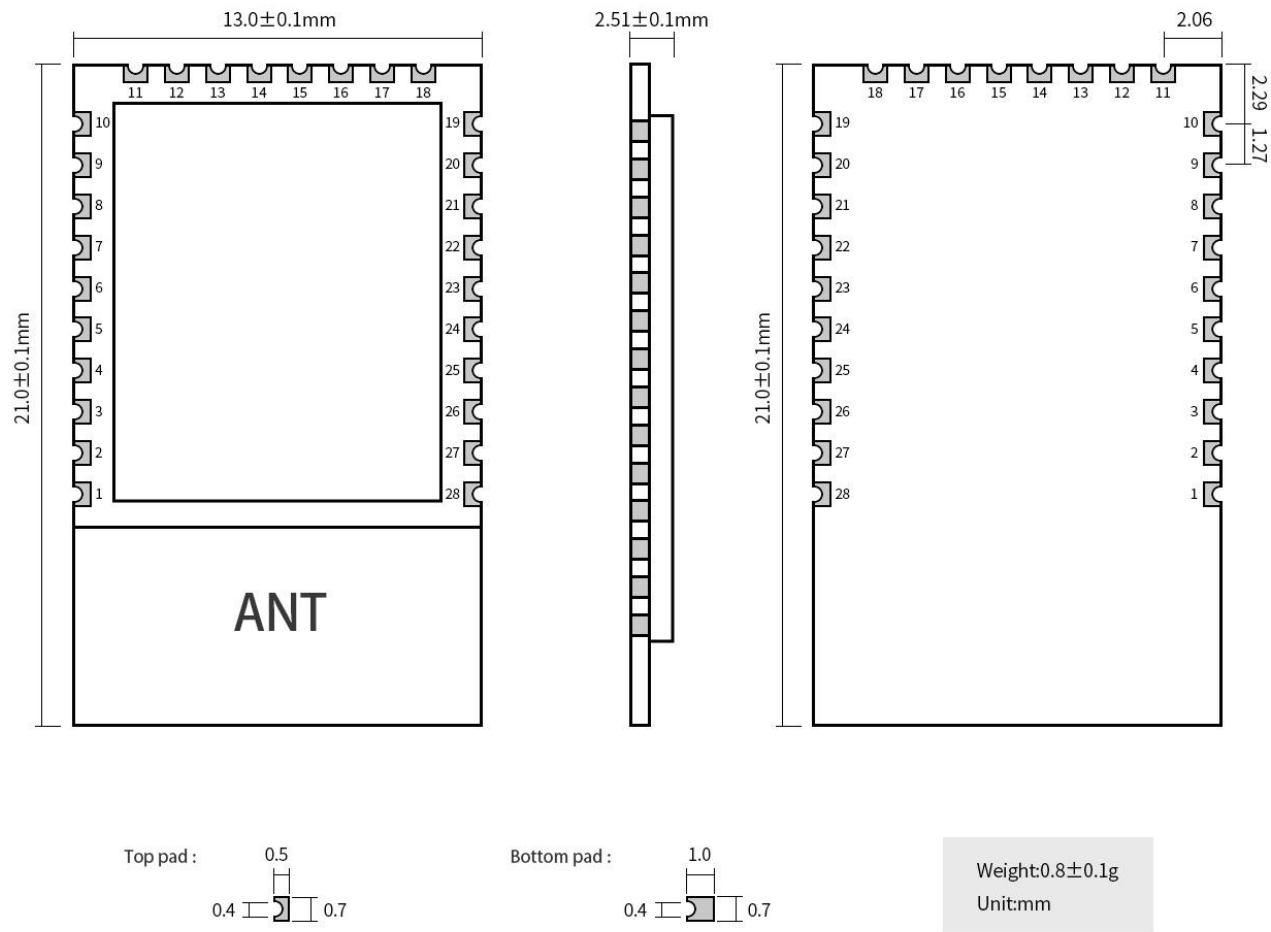 13.0±0.1mm
2.51±0.1mm
2.06
11 12 13 14 15 16 17 18
18 17 16 15 14 13 12 11
2.29
1.27
10 19
9 20
8 21
7 22
6 23
5 24
4 25
3 26
2 27
1 28
19 10
20 9
21 8
22 7
23 6
24 5
25 4
26 3
27 2
28 1
21.0±0.1mm
21.0±0.1mm
ANT
Top pad :
0.5
0.4
0.7
Bottom pad :
1.0
0.4
0.7
Weight:0.8±0.1g
Unit:mm